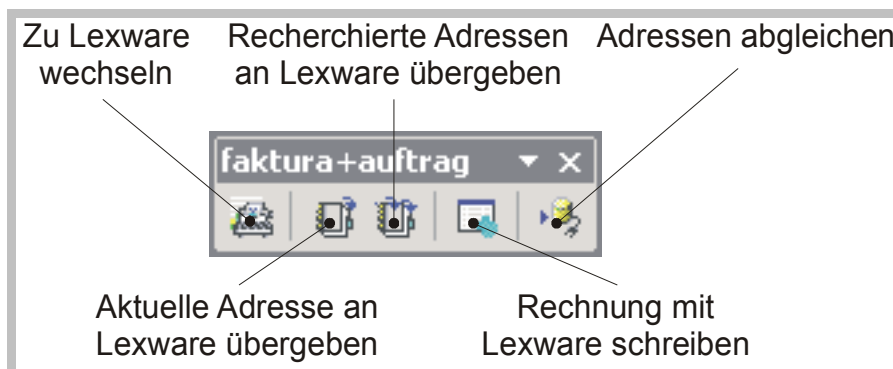 Zu Lexware
wechseln
Recherchierte Adressen
an Lexware übergeben
Adressen abgleichen
faktura+auftrag
Aktuelle Adresse an
Lexware übergeben
Rechnung mit
Lexware schreiben